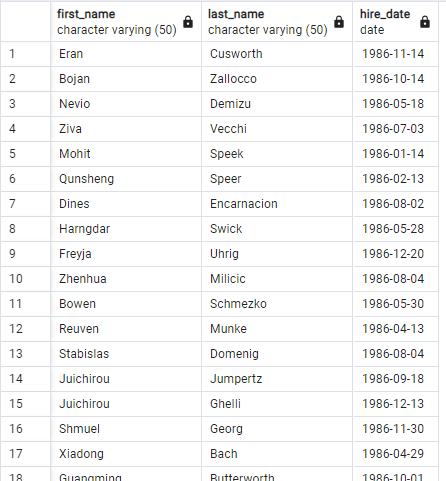 first_name last_name hire_date
character varying (50) character varying (50) date
1 Eran Cusworth 1986-11-14
2 Bojan Zallocco 1986-10-14
3 Nevio Demizu 1986-05-18
4 Ziva Vecchi 1986-07-03
5 Mohit Speek 1986-01-14
6 Qunsheng Speer 1986-02-13
7 Dines Encarnacion 1986-08-02
8 Harngdar Swick 1986-05-28
9 Freyja Uhrig 1986-12-20
10 Zhenhua Milicic 1986-08-04
11 Bowen Schmezko 1986-05-30
12 Reuven Munke 1986-04-13
13 Stabislas Domenig 1986-08-04
14 Juichirou Jumpertz 1986-09-18
15 Juichirou Ghelli 1986-12-13
16 Shmuel Georg 1986-11-30
17 Xiadong Bach 1986-04-29
18 Guangming Butterworth 1986-10-01